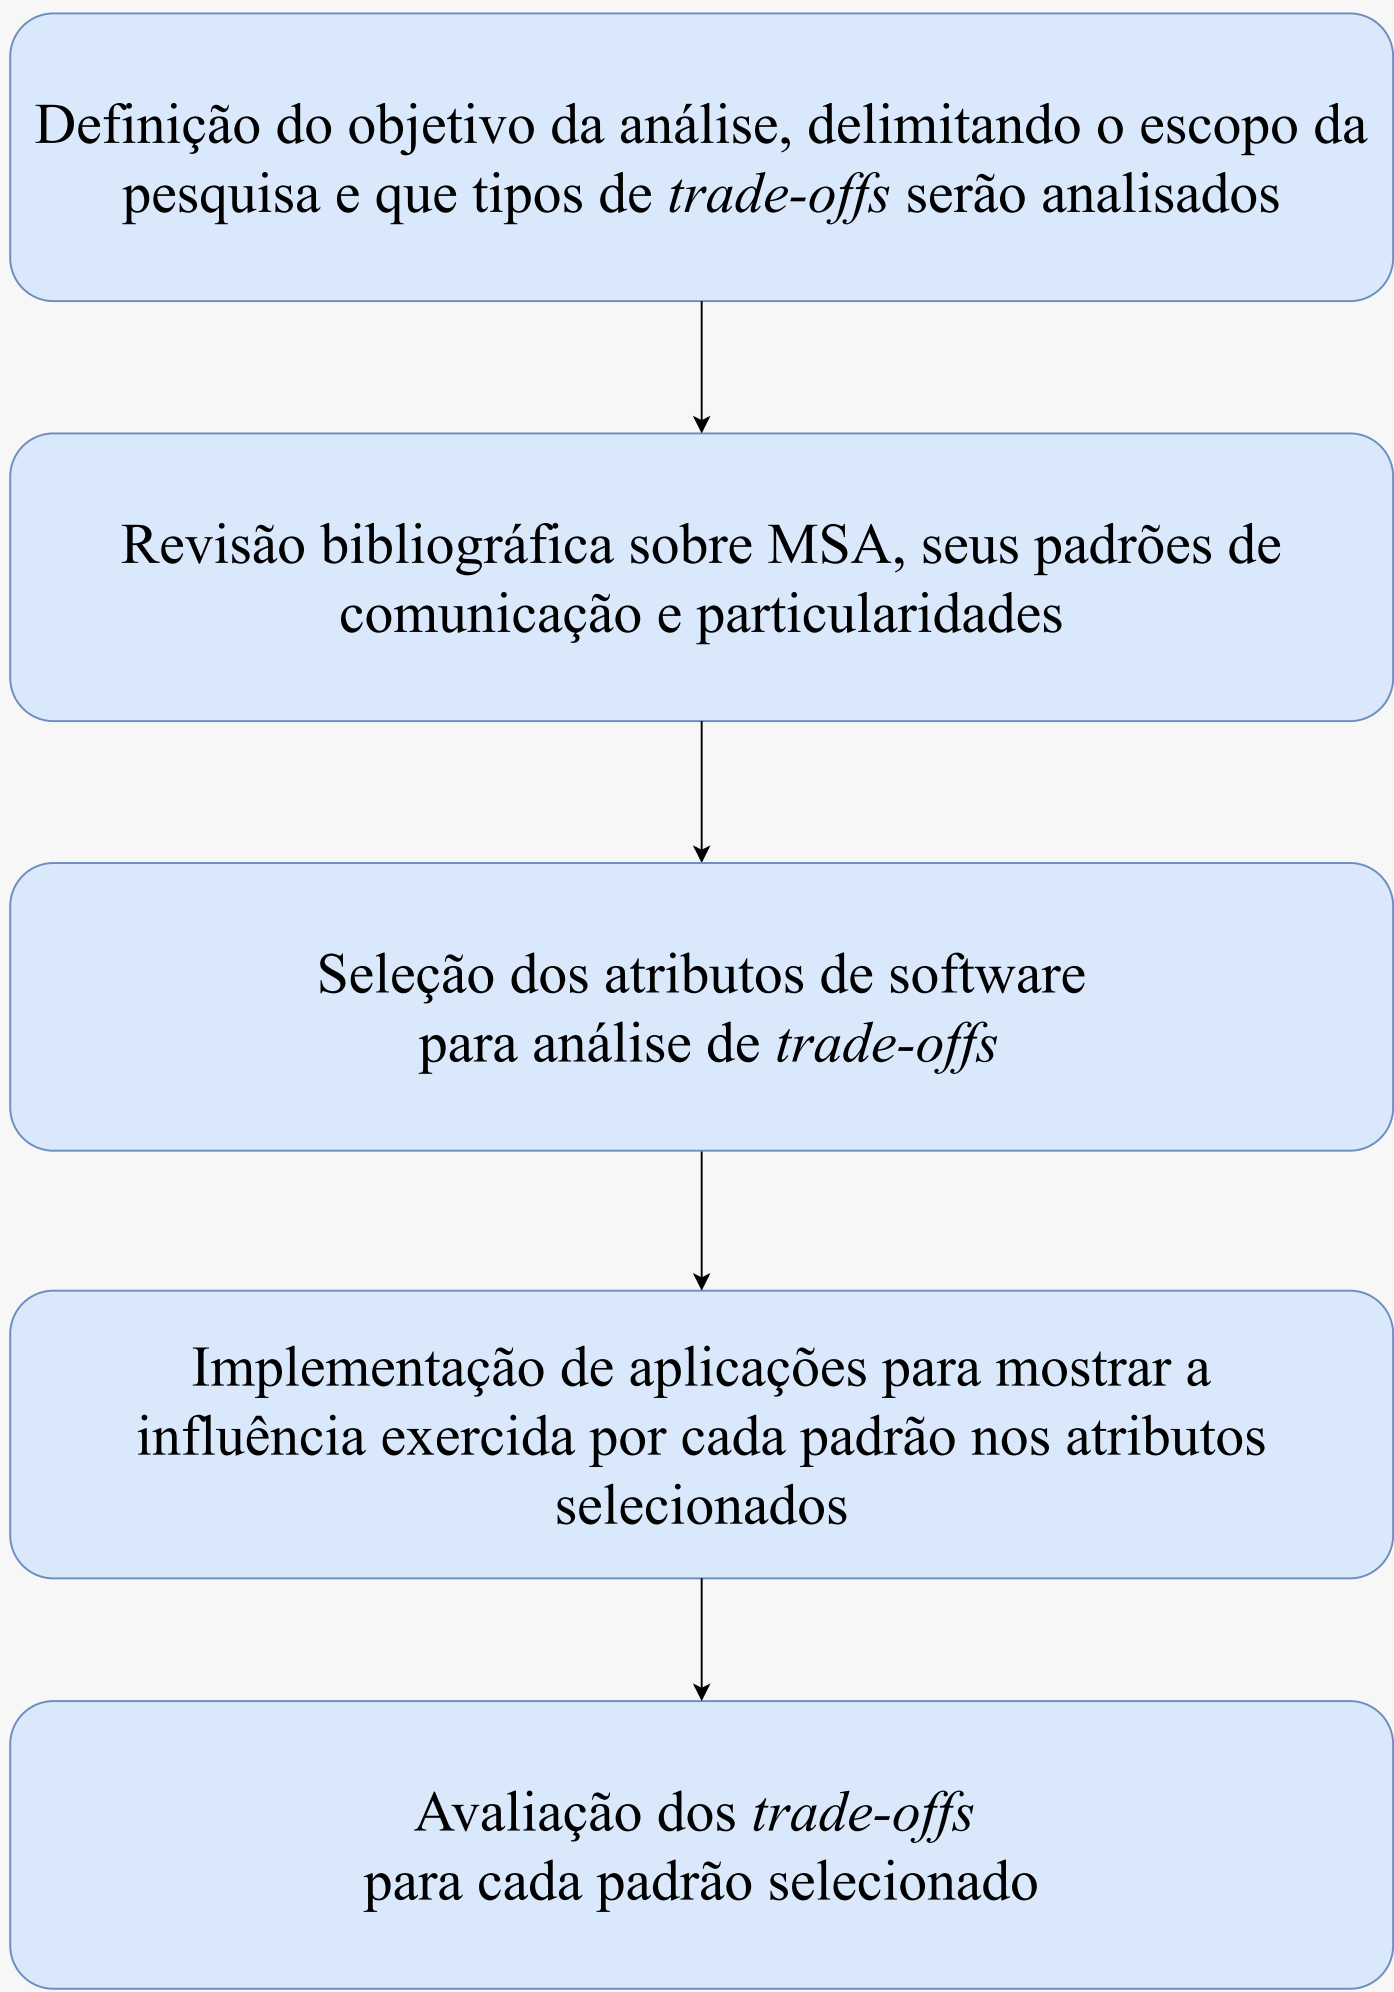 Definição do objetivo da análise, delimitando o escopo da
pesquisa e que tipos de trade-offs serão analisados
Revisão bibliográfica sobre MSA, seus padrões de
comunicação e particularidades
Seleção dos atributos de software
para análise de trade-offs
Implementação de aplicações para mostrar a
influência exercida por cada padrão nos atributos
selecionados
Avaliação dos trade-offs
para cada padrão selecionado